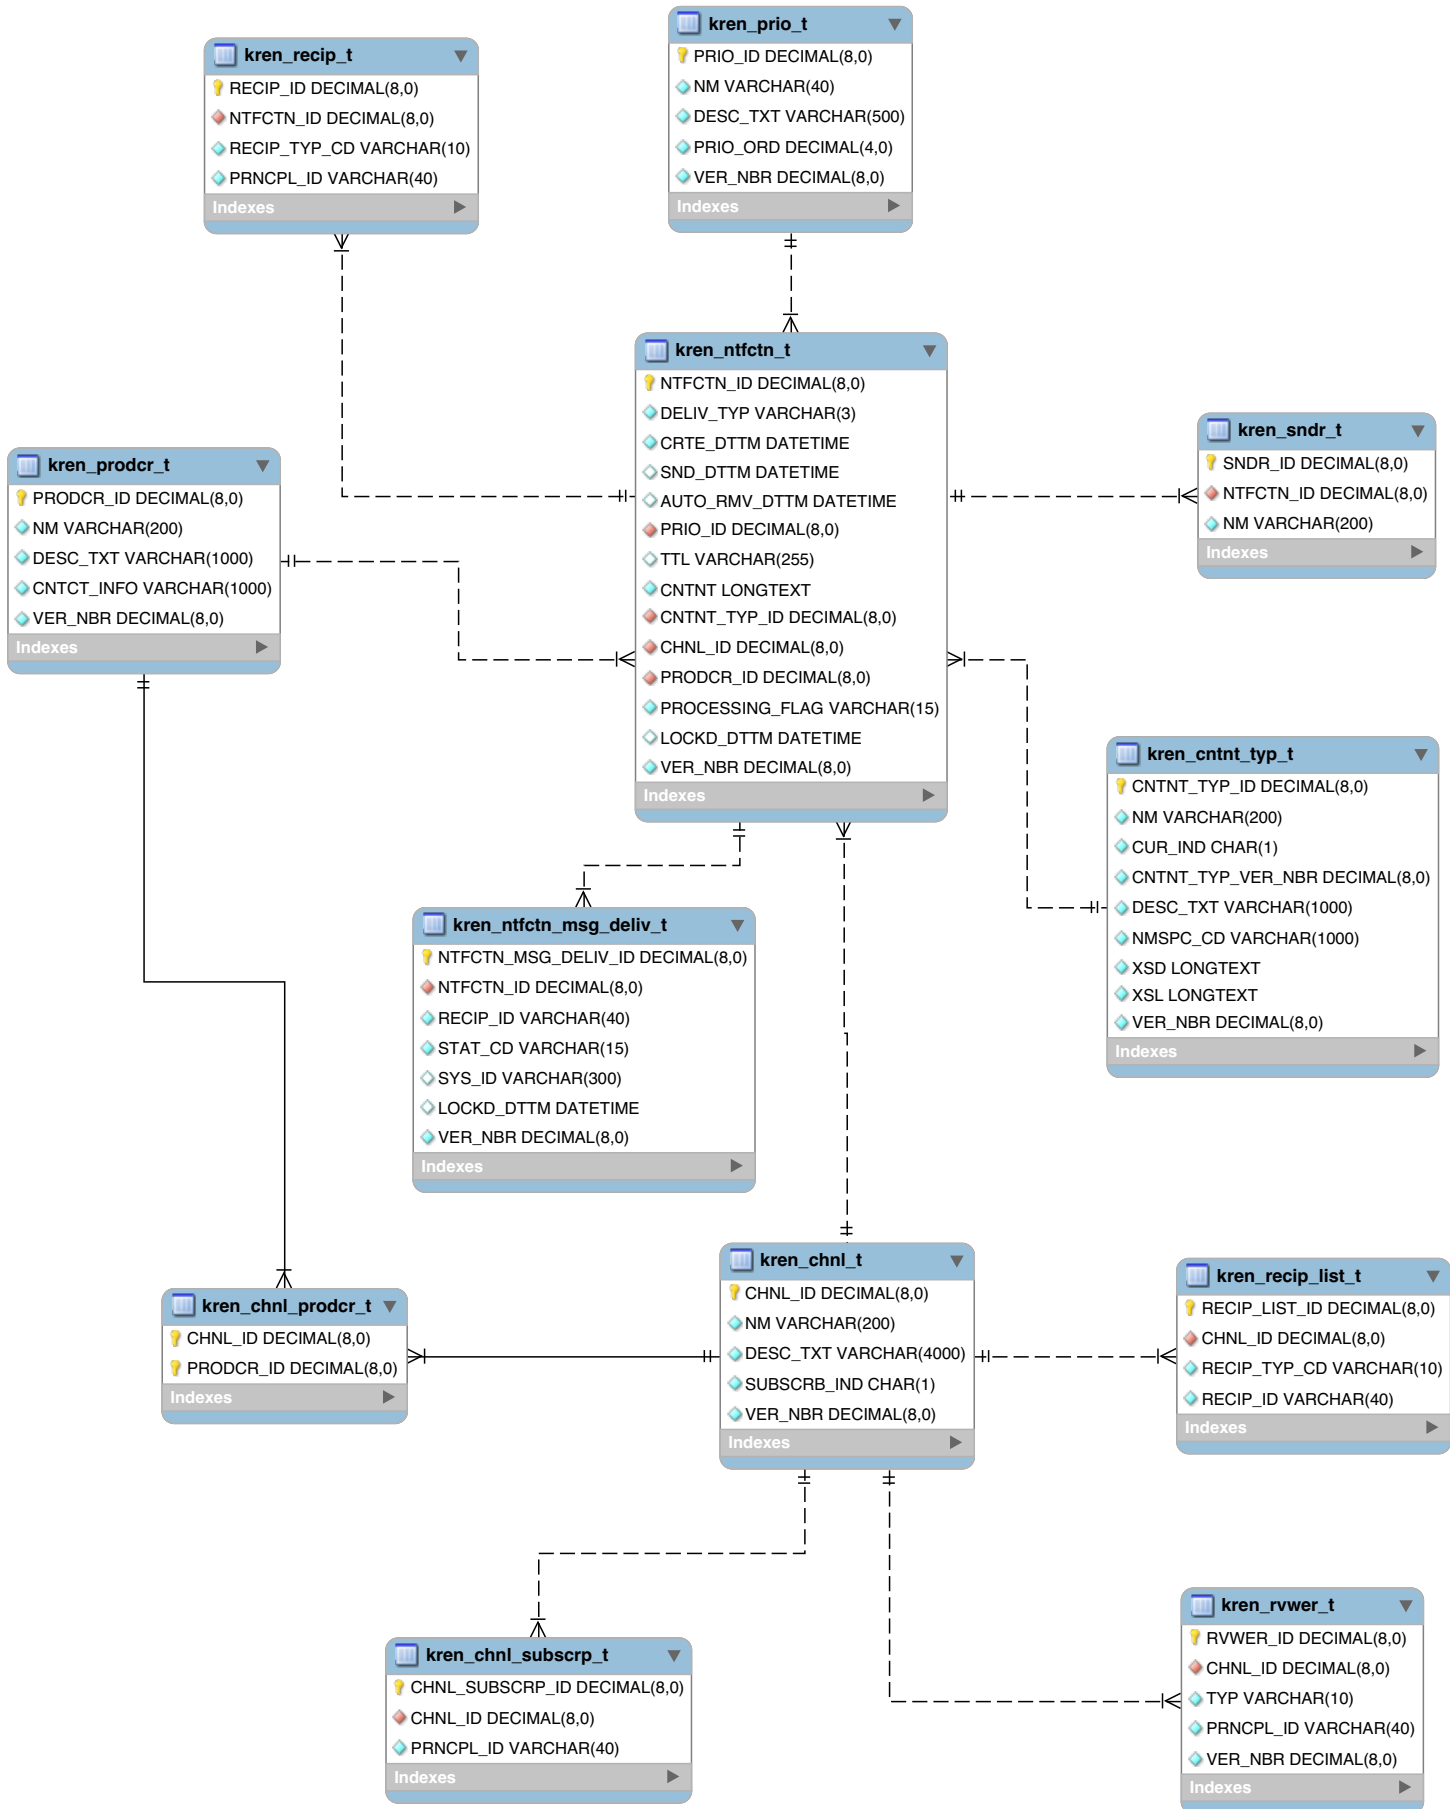 kren_prio_t
PRIO_ID DECIMAL(8,0)
NM VARCHAR(40)
DESC_TXT VARCHAR(500)
PRIO_ORD DECIMAL(4,0)
VER_NBR DECIMAL(8,0)
Indexes
kren_recip_t
RECIP_ID DECIMAL(8,0)
NTFCTN_ID DECIMAL(8,0)
RECIP_TYP_CD VARCHAR(10)
PRNCPL_ID VARCHAR(40)
Indexes
kren_ntfctn_t
NTFCTN_ID DECIMAL(8,0)
DELIV_TYP VARCHAR(3)
CRTE_DTTM DATETIME
SND_DTTM DATETIME
AUTO_RMV_DTTM DATETIME
PRIO_ID DECIMAL(8,0)
TTL VARCHAR(255)
CNTNT LONGTEXT
CNTNT_TYP_ID DECIMAL(8,0)
CHNL_ID DECIMAL(8,0)
PRODCR_ID DECIMAL(8,0)
PROCESSING_FLAG VARCHAR(15)
LOCKD_DTTM DATETIME
VER_NBR DECIMAL(8,0)
Indexes
kren_sndr_t
SNDR_ID DECIMAL(8,0)
NTFCTN_ID DECIMAL(8,0)
NM VARCHAR(200)
Indexes
kren_prodcr_t
PRODCR_ID DECIMAL(8,0)
NM VARCHAR(200)
DESC_TXT VARCHAR(1000)
CNTCT_INFO VARCHAR(1000)
VER_NBR DECIMAL(8,0)
Indexes
kren_cntnt_typ_t
CNTNT_TYP_ID DECIMAL(8,0)
NM VARCHAR(200)
CUR_IND CHAR(1)
CNTNT_TYP_VER_NBR DECIMAL(8,0)
DESC_TXT VARCHAR(1000)
NMSPC_CD VARCHAR(1000)
XSD LONGTEXT
XSL LONGTEXT
VER_NBR DECIMAL(8,0)
Indexes
kren_ntfctn_msg_deliv_t
NTFCTN_MSG_DELIV_ID DECIMAL(8,0)
NTFCTN_ID DECIMAL(8,0)
RECIP_ID VARCHAR(40)
STAT_CD VARCHAR(15)
SYS_ID VARCHAR(300)
LOCKD_DTTM DATETIME
VER_NBR DECIMAL(8,0)
Indexes
kren_chnl_prodcr_t
CHNL_ID DECIMAL(8,0)
PRODCR_ID DECIMAL(8,0)
Indexes
kren_chnl_t
CHNL_ID DECIMAL(8,0)
NM VARCHAR(200)
DESC_TXT VARCHAR(4000)
SUBSCRB_IND CHAR(1)
VER_NBR DECIMAL(8,0)
Indexes
kren_recip_list_t
RECIP_LIST_ID DECIMAL(8,0)
CHNL_ID DECIMAL(8,0)
RECIP_TYP_CD VARCHAR(10)
RECIP_ID VARCHAR(40)
Indexes
kren_chnl_subscrp_t
CHNL_SUBSCRP_ID DECIMAL(8,0)
CHNL_ID DECIMAL(8,0)
PRNCPL_ID VARCHAR(40)
Indexes
kren_rvwer_t
RVWER_ID DECIMAL(8,0)
CHNL_ID DECIMAL(8,0)
TYP VARCHAR(10)
PRNCPL_ID VARCHAR(40)
VER_NBR DECIMAL(8,0)
Indexes